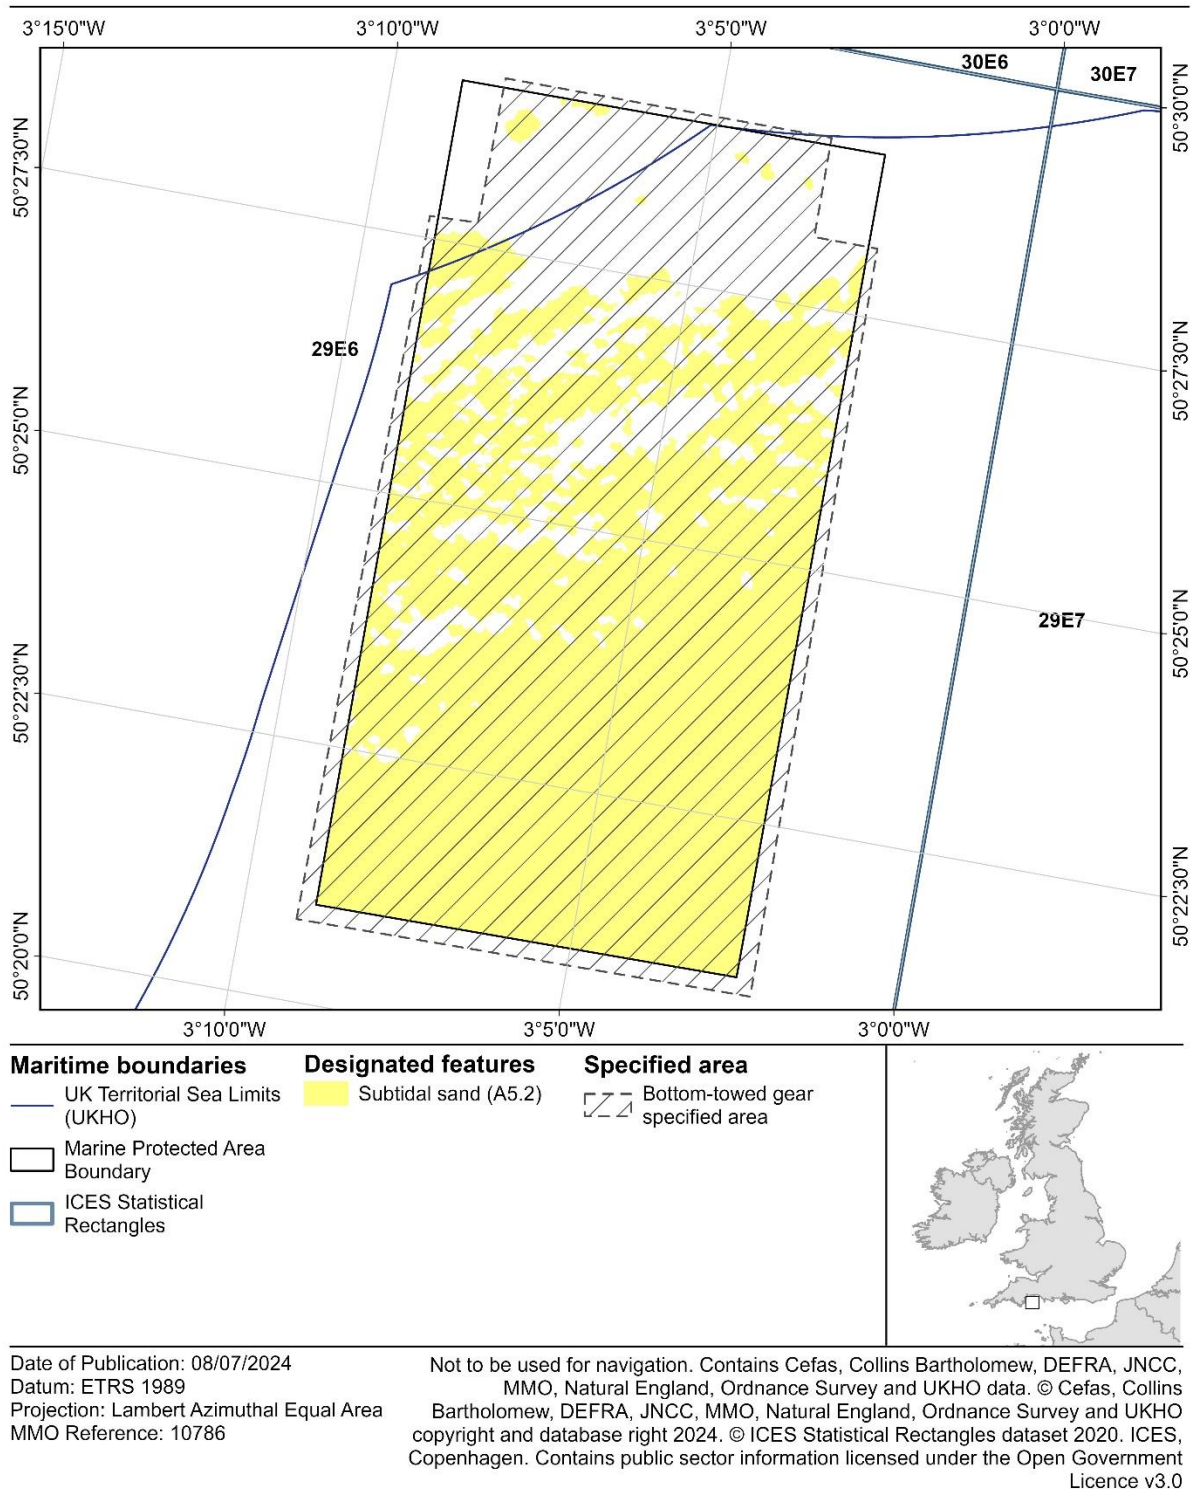 3°15'0"W 3°10'0"W 3°5'0"W 3°0'0"W
30E6
30E7
50°30'0"N
50°27'30"N
29E6
50°27'30"N
50°25'0"N
29E7
50°25'0"N
50°22'30"N
50°22'30"N
50°20'0"N
3°10'0"W 3°5'0"W 3°0'0"W
Maritime boundaries
UK Territorial Sea Limits
(UKHO)
Marine Protected Area
Boundary
ICES Statistical
Rectangles
Designated features
Subtidal sand (A5.2)
Specified area
Bottom-towed gear
specified area
Date of Publication: 08/07/2024
Datum: ETRS 1989
Projection: Lambert Azimuthal Equal Area
MMO Reference: 10786
Not to be used for navigation. Contains Cefas, Collins Bartholomew, DEFRA, JNCC,
MMO, Natural England, Ordnance Survey and UKHO data. © Cefas, Collins
Bartholomew, DEFRA, JNCC, MMO, Natural England, Ordnance Survey and UKHO
copyright and database right 2024. © ICES Statistical Rectangles dataset 2020. ICES,
Copenhagen. Contains public sector information licensed under the Open Government
Licence v3.0